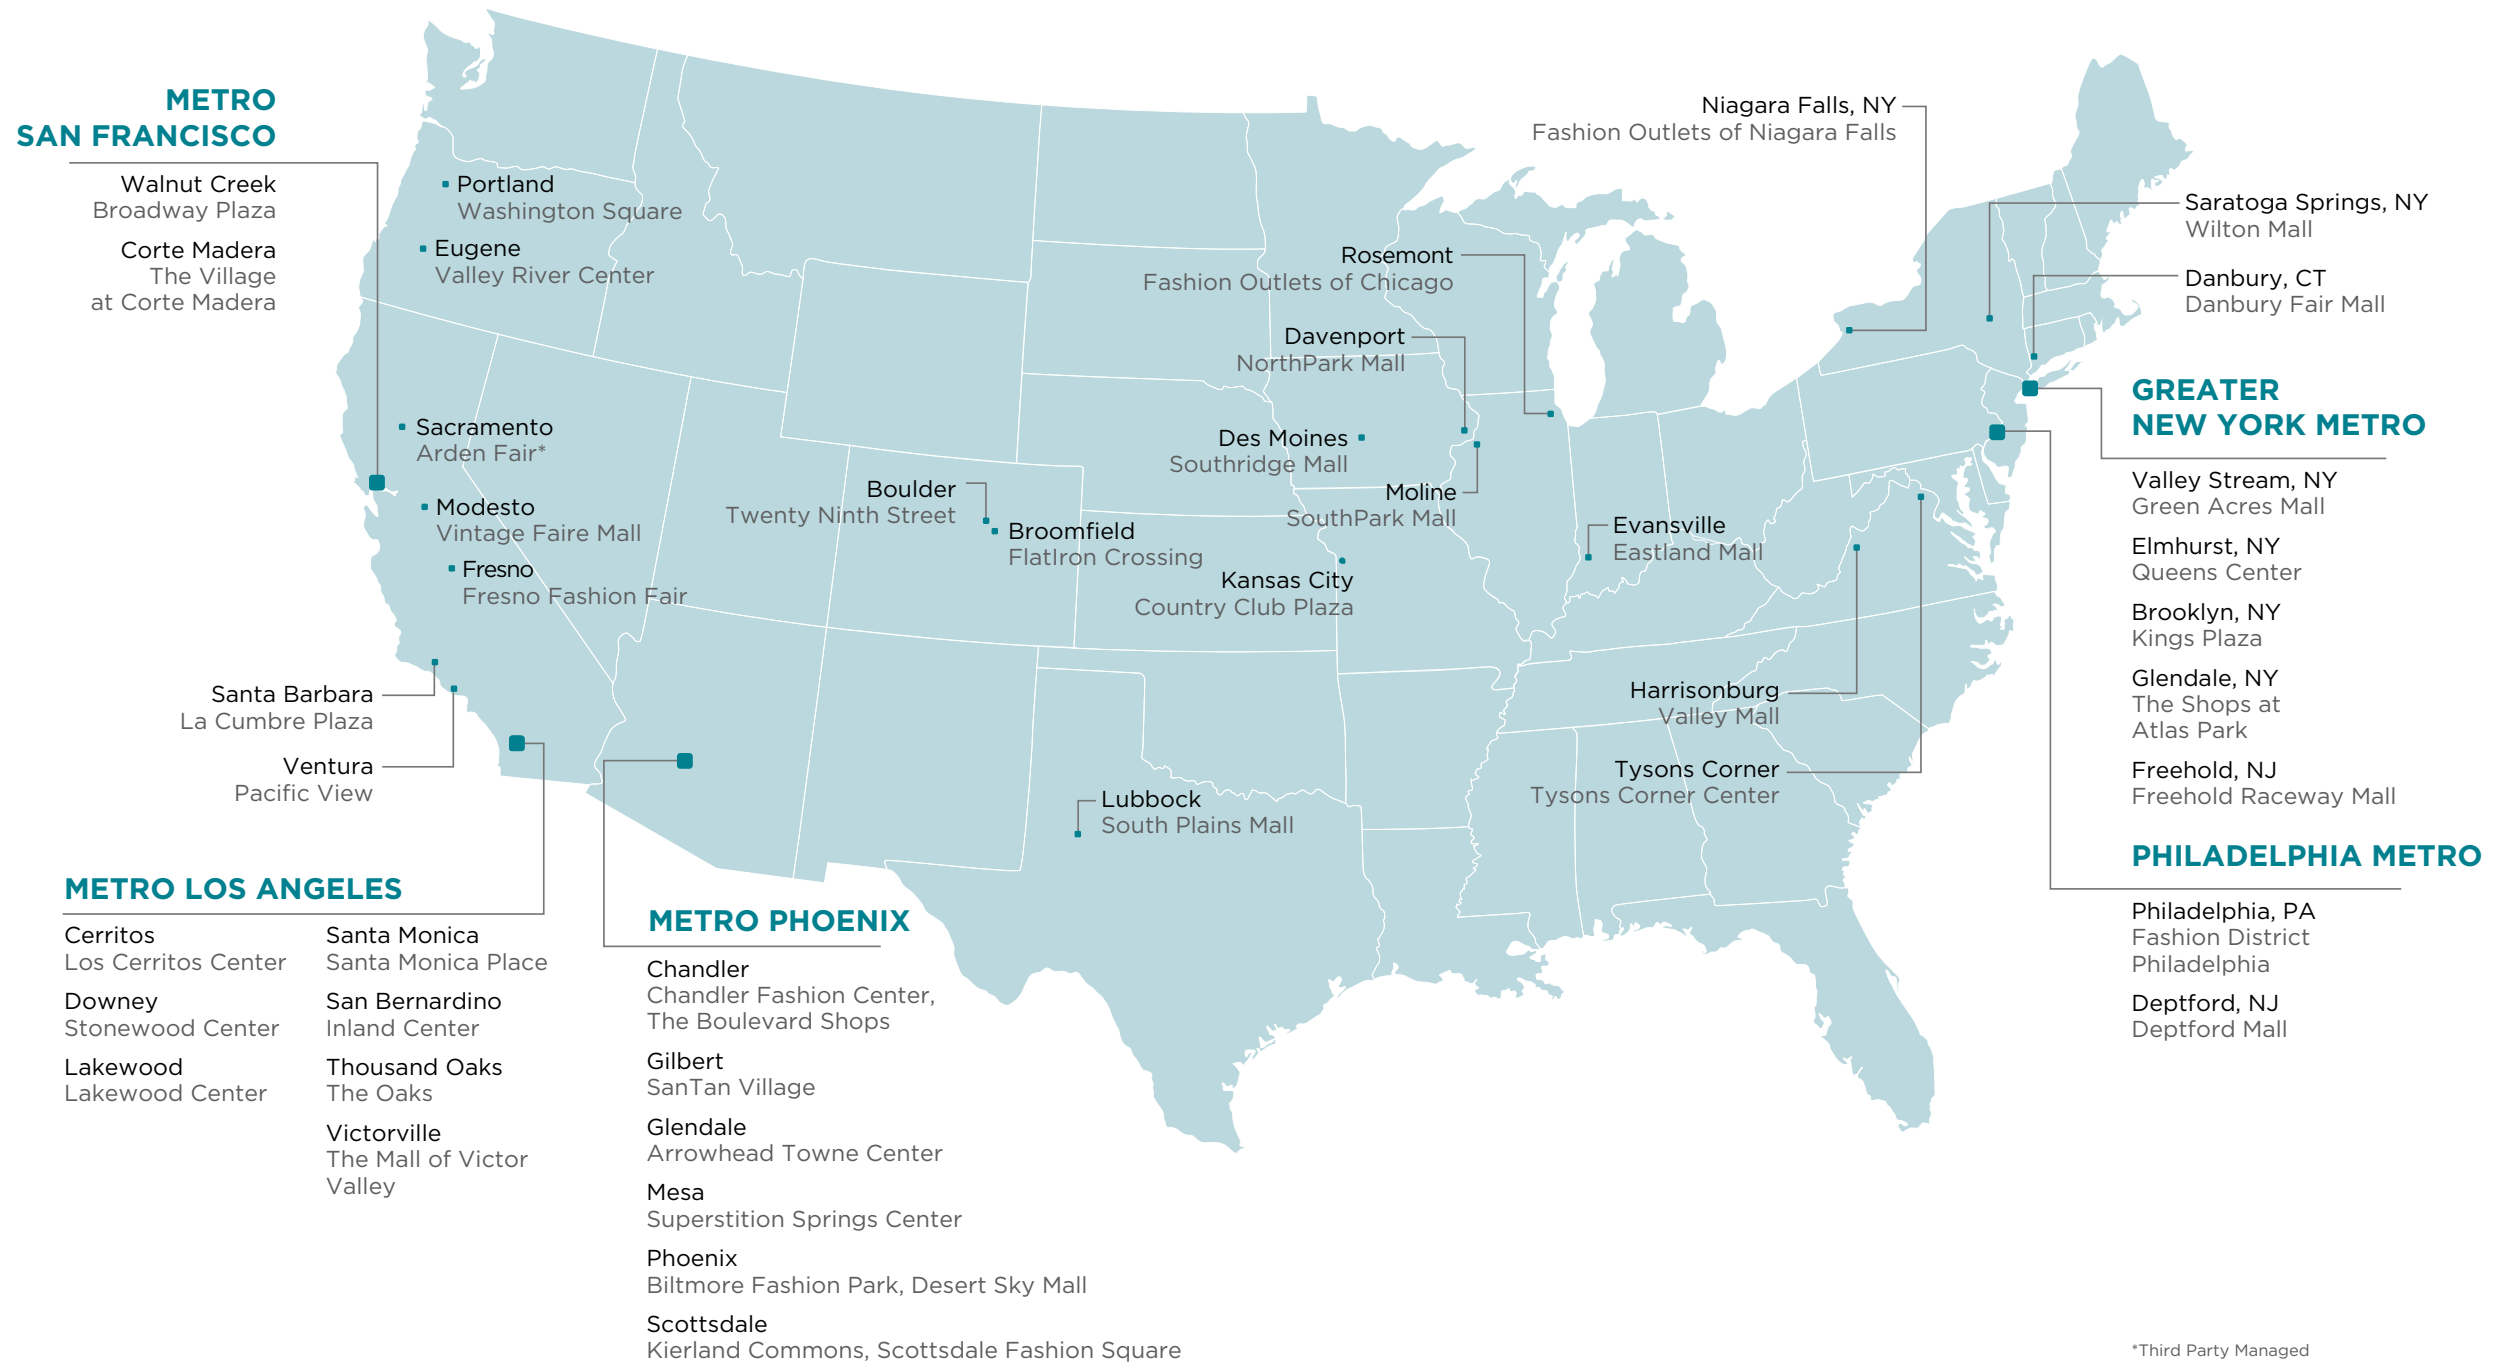 METRO
SAN FRANCISCO
Walnut Creek
Broadway Plaza
Corte Madera
The Village
at Corte Madera
Portland
Washington Square
Eugene
Valley River Center
Sacramento
Arden Fair*
Modesto
Vintage Faire Mall
Fresno
Fresno Fashion Fair
Santa Barbara
La Cumbre Plaza
Ventura
Pacific View
METRO LOS ANGELES
Cerritos
Los Cerritos Center
Downey
Stonewood Center
Lakewood
Lakewood Center
Santa Monica
Santa Monica Place
San Bernardino
Inland Center
Thousand Oaks
The Oaks
Victorville
The Mall of Victor
Valley
METRO PHOENIX
Chandler
Chandler Fashion Center,
The Boulevard Shops
Gilbert
SanTan Village
Glendale
Arrowhead Towne Center
Mesa
Superstition Springs Center
Phoenix
Biltmore Fashion Park, Desert Sky Mall
Scottsdale
Kierland Commons, Scottsdale Fashion Square
Boulder
Twenty Ninth Street
Broomfield
FlatIron Crossing
Kansas City
Country Club Plaza
Lubbock
South Plains Mall
Rosemont
Fashion Outlets of Chicago
Davenport
NorthPark Mall
Des Moines
Southridge Mall
Moline
SouthPark Mall
Evansville
Eastland Mall
Harrisonburg
Valley Mall
Tysons Corner
Tysons Corner Center
Niagara Falls, NY
Fashion Outlets of Niagara Falls
Saratoga Springs, NY
Wilton Mall
Danbury, CT
Danbury Fair Mall
GREATER
NEW YORK METRO
Valley Stream, NY
Green Acres Mall
Elmhurst, NY
Queens Center
Brooklyn, NY
Kings Plaza
Glendale, NY
The Shops at
Atlas Park
Freehold, NJ
Freehold Raceway Mall
PHILADELPHIA METRO
Philadelphia, PA
Fashion District
Philadelphia
Deptford, NJ
Deptford Mall
*Third Party Managed